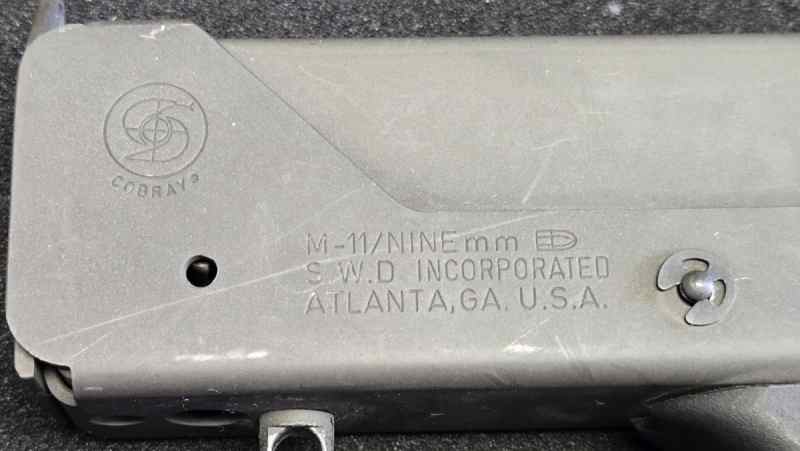 COBRAY®
M-11/NINEmm
S.W.D INCORPORATED
ATLANTA, GA. U.S.A.